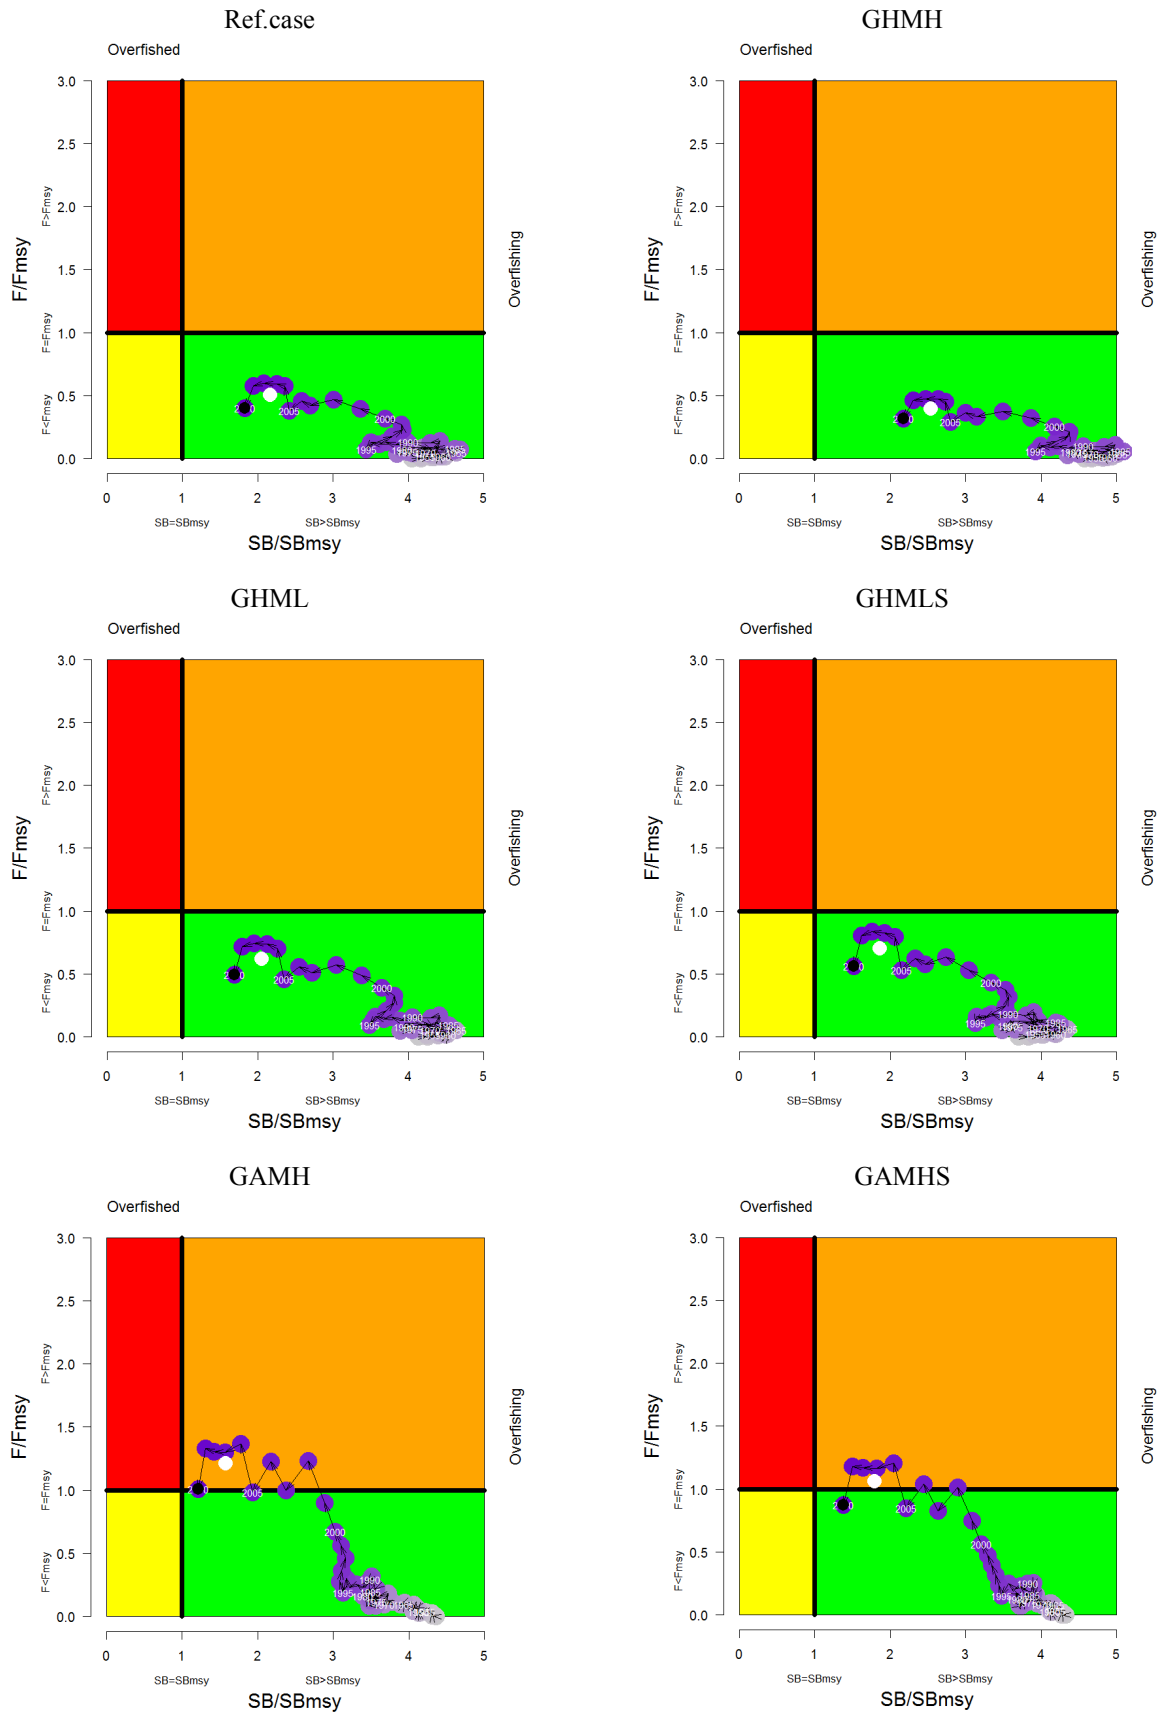 Ref.case
Overfished
3.0
2.5
2.0
1.5
1.0
0.5
0.0
F/Fmsy
F<Fmsy
F=Fmsy
F>Fmsy
Overfishing
2005
2000
1995
1990
1985
0
1
2
3
4
5
SB=SBmsy
SB>SBmsy
SB/SBmsy
GHMH
Overfished
3.0
2.5
2.0
1.5
1.0
0.5
0.0
F/Fmsy
F<Fmsy
F=Fmsy
F>Fmsy
Overfishing
2005
2000
1995
1990
1985
0
1
2
3
4
5
SB=SBmsy
SB>SBmsy
SB/SBmsy
GHML
Overfished
3.0
2.5
2.0
1.5
1.0
0.5
0.0
F/Fmsy
F<Fmsy
F=Fmsy
F>Fmsy
Overfishing
2005
2000
1995
1990
1985
0
1
2
3
4
5
SB=SBmsy
SB>SBmsy
SB/SBmsy
GHMLS
Overfished
3.0
2.5
2.0
1.5
1.0
0.5
0.0
F/Fmsy
F<Fmsy
F=Fmsy
F>Fmsy
Overfishing
2005
2000
1990
1985
0
1
2
3
4
5
SB=SBmsy
SB>SBmsy
SB/SBmsy
GAMH
Overfished
3.0
2.5
2.0
1.5
1.0
0.5
0.0
F/Fmsy
F<Fmsy
F=Fmsy
F>Fmsy
Overfishing
2005
2000
1995
1990
0
1
2
3
4
5
SB=SBmsy
SB>SBmsy
SB/SBmsy
GAMHS
Overfished
3.0
2.5
2.0
1.5
1.0
0.5
0.0
F/Fmsy
F<Fmsy
F=Fmsy
F>Fmsy
Overfishing
2005
2000
1995
1990
0
1
2
3
4
5
SB=SBmsy
SB>SBmsy
SB/SBmsy